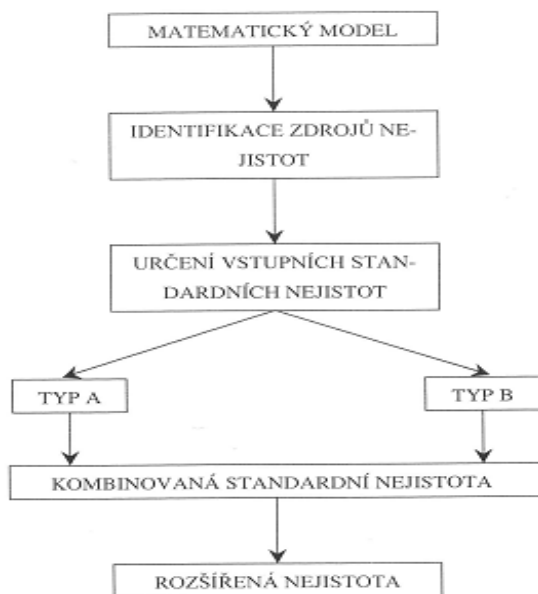 MATEMATICKÝ MODEL
IDENTIFIKACE ZDROJŮ NE-
JISTOT
URČENÍ VSTUPNÍCH STAN-
DARDNÍCH NEJISTOT
TYP A
TYP B
KOMBINOVANÁ STANDARDNÍ NEJISTOTA
ROZŠÍŘENÁ NEJISTOTA